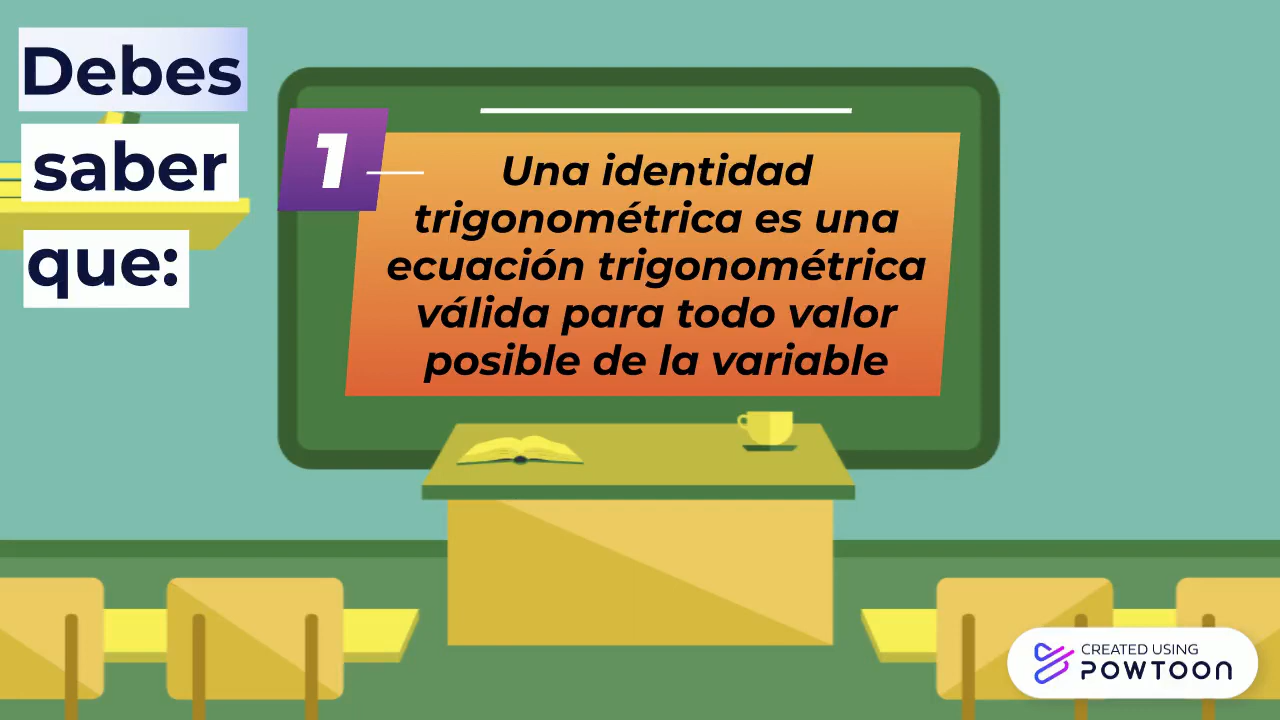 Debes
saber
que:
1
Una identidad
trigonométrica es una
ecuación trigonométrica
válida para todo valor
posible de la variable
CREATED USING
POWTOON